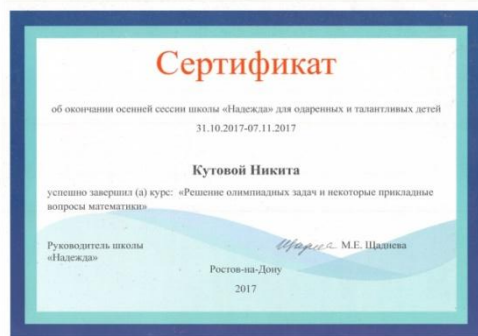 Сертификат
об окончании осенней сессии школы «Надежда» для одаренных и талантливых детей
31.10.2017-07.11.2017
Кутовой Никита
успешно завершил (а) курс: «Решение олимпиадных задач и некоторые прикладные
вопросы математики»
Руководитель школы М.Е. Щаднева
«Надежда»
Ростов-на-Дону
2017